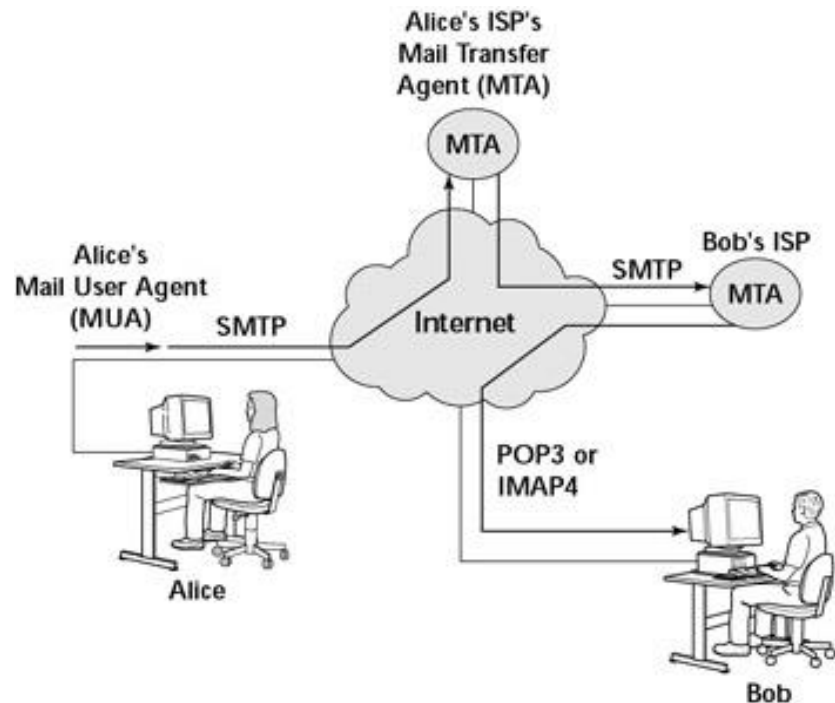 Alice's ISP's
Mail Transfer
Agent (MTA)
MTA
Alice's
Mail User Agent
(MUA)
SMTP
Internet
SMTP
Bob's ISP
MTA
POP3 or
IMAP4
Alice
Bob